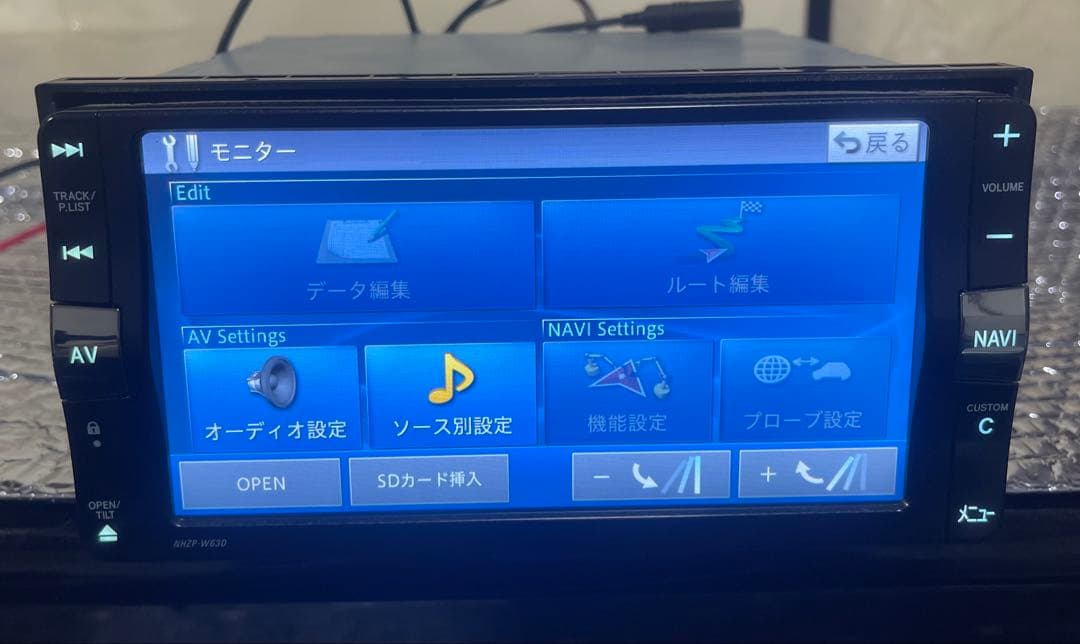 モニター
戻る
Edit
データ編集
ルート編集
AV Settings
NAVI Settings
オーディオ設定
ソース別設定
機能設定
プローブ設定
OPEN
SDカード挿入
−
+
TRACK/
P.LIST
AV
OPEN/
TILT
+
VOLUME
−
NAVI
CUSTOM
C
メニュー
NHZP-W63D